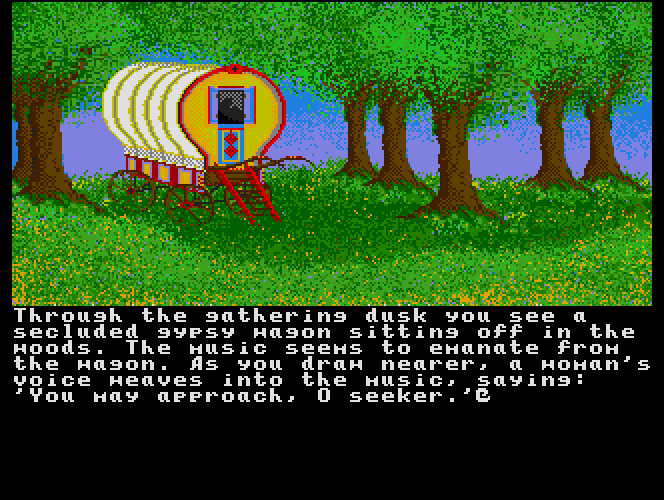 Through the gathering dusk you see a
secluded gypsy wagon sitting off in the
woods. The music seems to emanate from
the wagon. As you draw nearer, a woman's
voice weaves into the music, saying:
'You may approach, O seeker.'